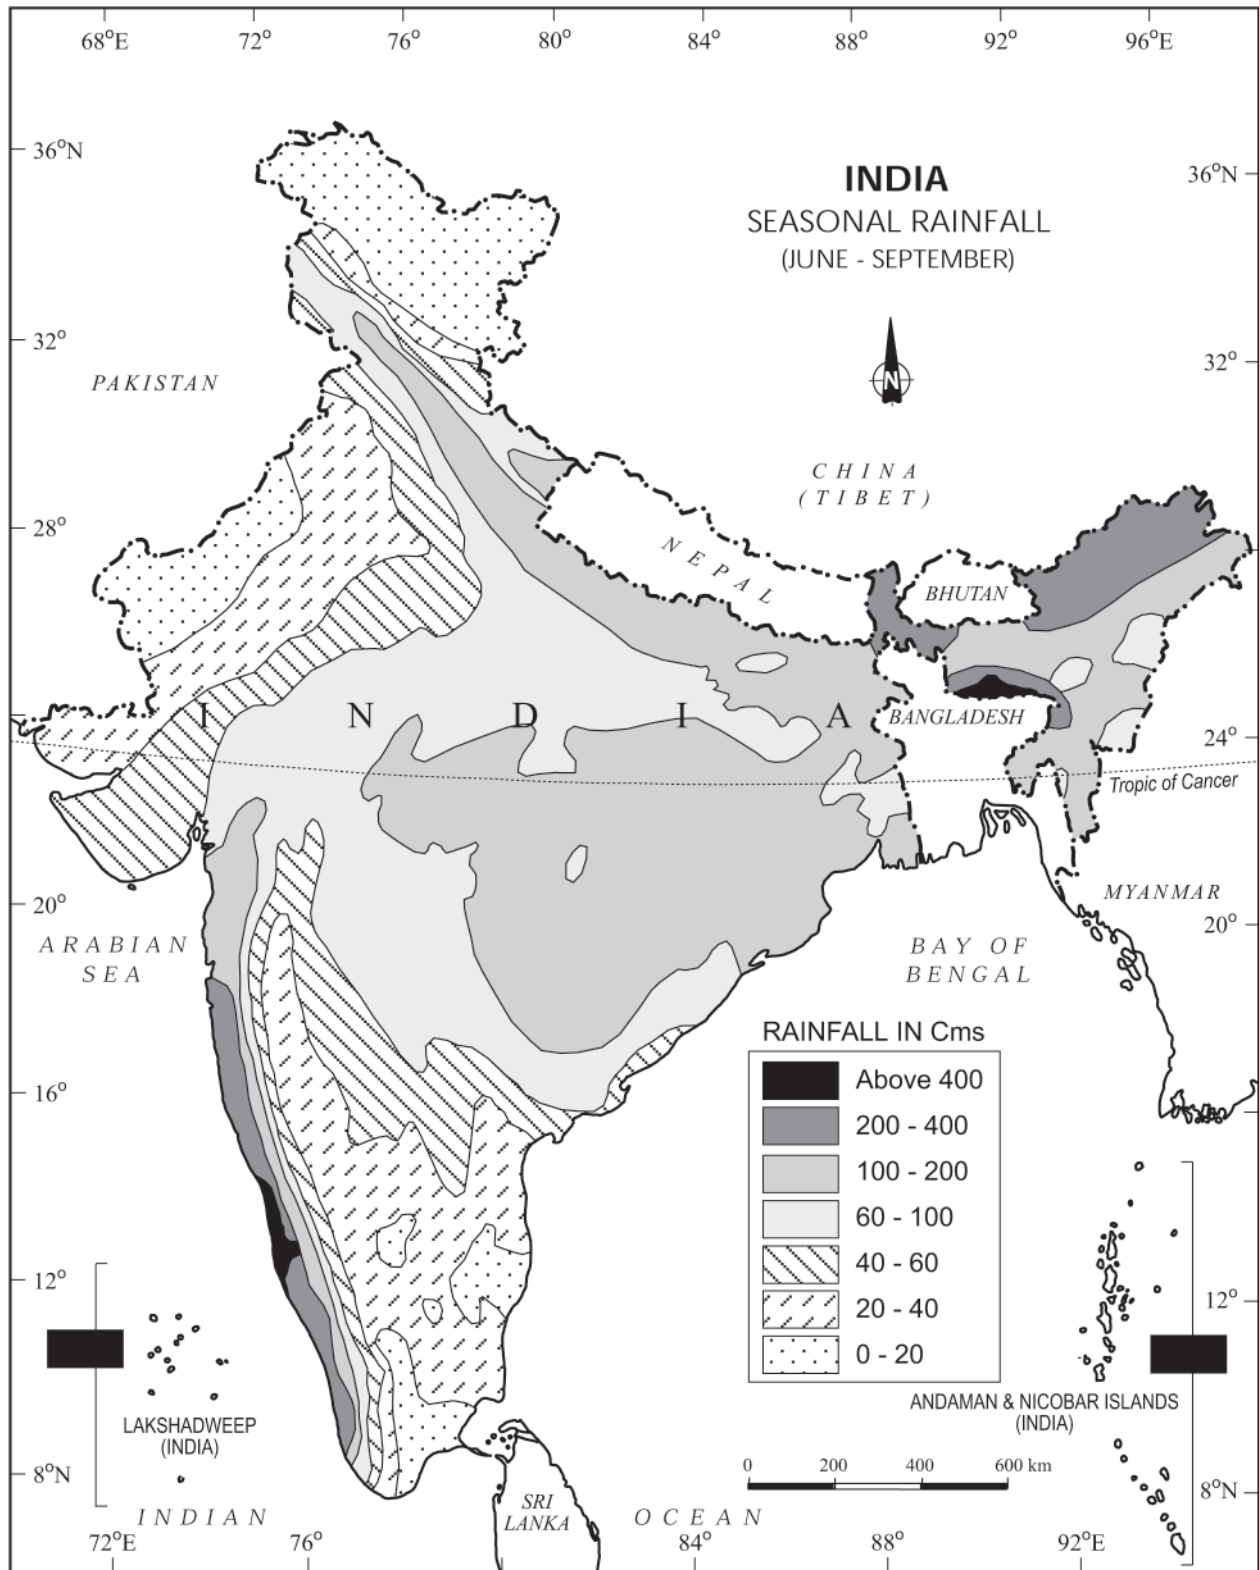 68°E 72° 76° 80° 84° 88° 92° 96°E
36°N
36°N
INDIA
SEASONAL RAINFALL
(JUNE - SEPTEMBER)
32°
32°
N
PAKISTAN
CHINA
(TIBET)
28°
NEPAL
BHUTAN
I N D I A
BANGLADESH
24°
Tropic of Cancer
20°
20°
MYANMAR
ARABIAN
SEA
BAY OF
BENGAL
RAINFALL IN Cms
Above 400
200 - 400
100 - 200
60 - 100
40 - 60
20 - 40
0 - 20
16°
12°
12°
LAKSHADWEEP
(INDIA)
ANDAMAN & NICOBAR ISLANDS
(INDIA)
0 200 400 600 km
8°N
8°N
SRI
LANKA
INDIAN OCEAN
72°E 76° 84° 88° 92°E